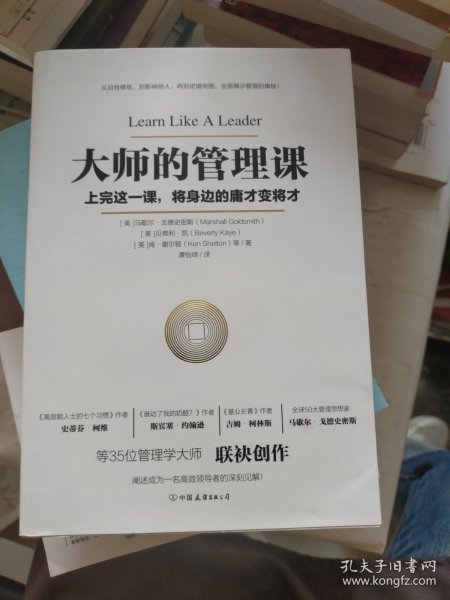 从自我修炼，到影响他人，再到逆境突围，全面揭示管理的奥秘！
Learn Like A Leader
大师的管理课
上完这一课，将身边的庸才变将才
［美］马歇尔·戈德史密斯（Marshall Goldsmith）
［美］贝弗利·凯（Beverly Kaye）
［美］肯·谢尔顿（Ken Shelton）等／著
谭怡琦／译
《高效能人士的七个习惯》作者
史蒂芬·柯维
《谁动了我的奶酪？》作者
斯宾塞·约翰逊
《基业长青》作者
吉姆·柯林斯
全球50大管理思想家
马歇尔·戈德史密斯
等35位管理学大师 联袂创作
阐述成为一名高效领导者的深刻见解！
中国友谊出版公司
孔夫子旧书网
www.kongfz.com